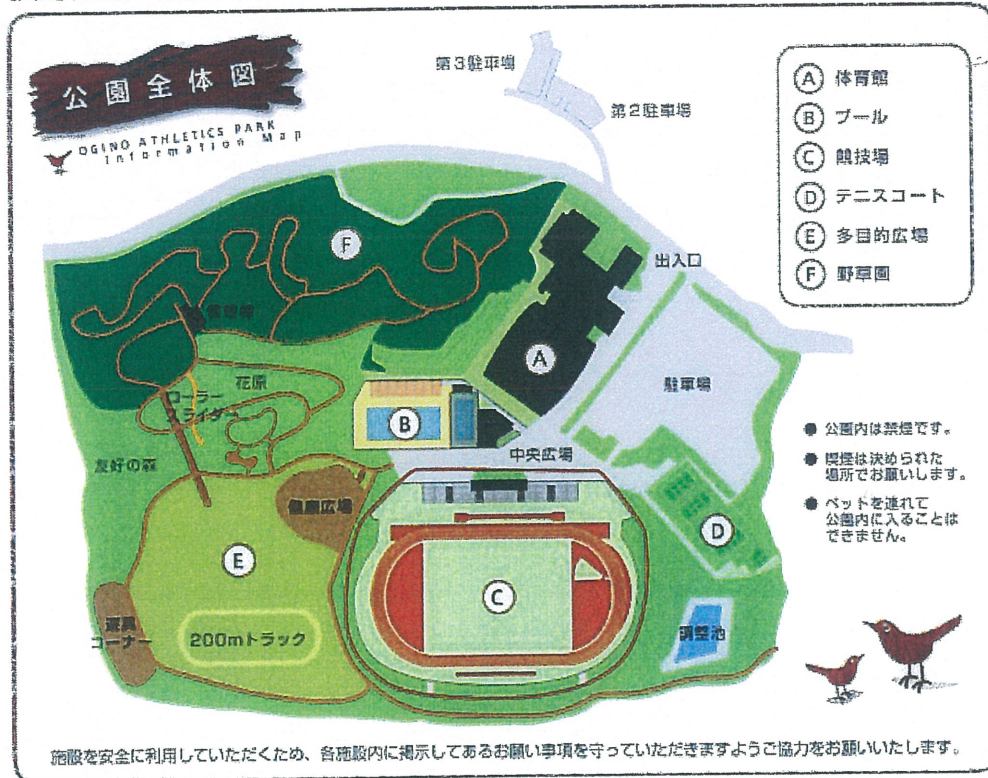 公園全体図
OGINO ATHLETICS PARK
Information Map
第3駐車場
第2駐車場
A 体育館
B プール
C 競技場
D テニスコート
E 多目的広場
F 野草園
F
出入口
A
駐車場
花原
ローラー
スライダー
B
中央広場
友好の森
健康広場
D
E
C
遊具
コーナー
200mトラック
調整池
● 公園内は禁煙です。
● 喫煙は決められた
場所でお願いします。
● ペットを連れて
公園内に入ることは
できません。
施設を安全に利用していただくため、各施設内に掲示してあるお願い事項を守っていただきますようご協力をお願いいたします。